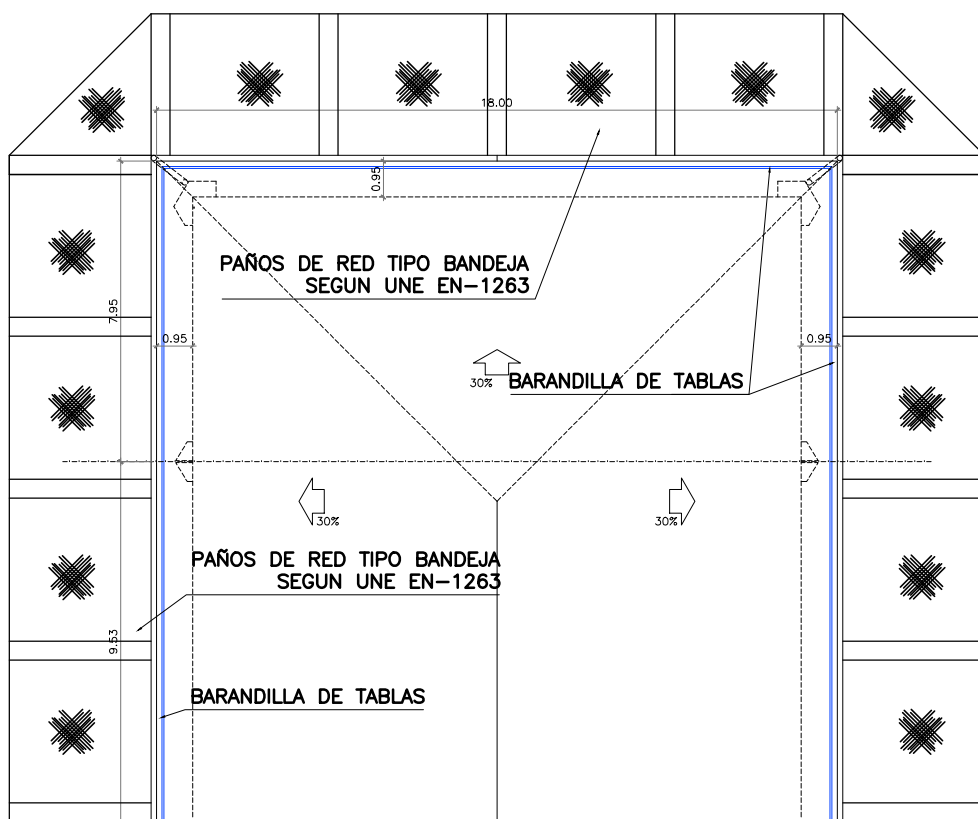 18.00
0.95
PAÑOS DE RED TIPO BANDEJA
SEGUN UNE EN-1263
7.95
0.95
0.95
30%
BARANDILLA DE TABLAS
30%
30%
PAÑOS DE RED TIPO BANDEJA
SEGUN UNE EN-1263
9.53
BARANDILLA DE TABLAS